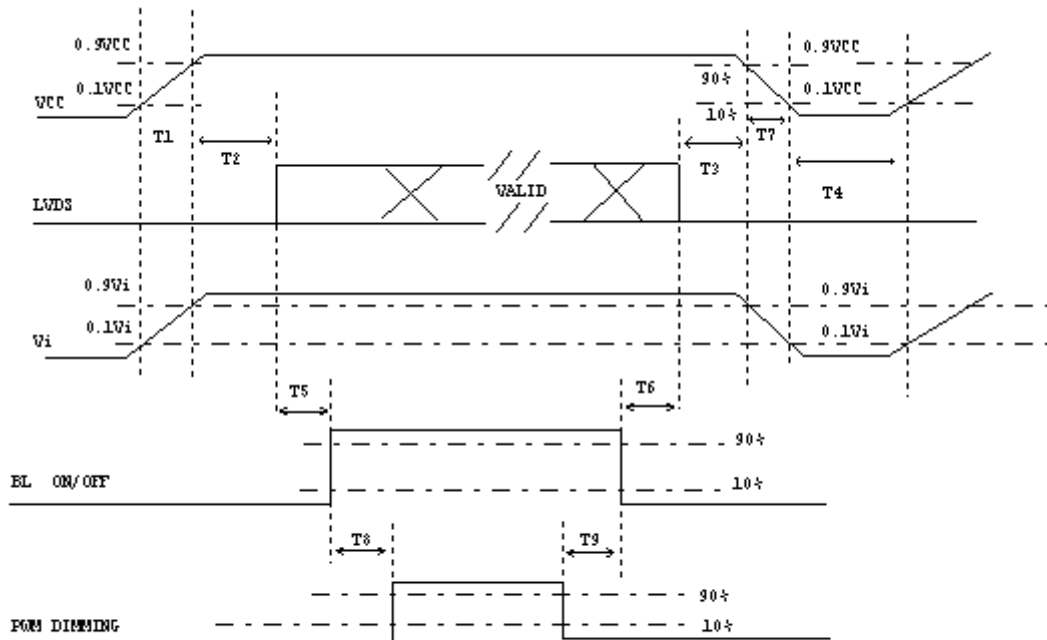 0.9VCC
0.9VCC
90%
0.1VCC
0.1VCC
VCC
10%
T1
T2
T3
T7
T4
LVDS
VALID
0.9Vi
0.9Vi
0.1Vi
0.1Vi
Vi
T5
T6
90%
BL ON/OFF
10%
T8
T9
90%
PWM DIMMING
10%